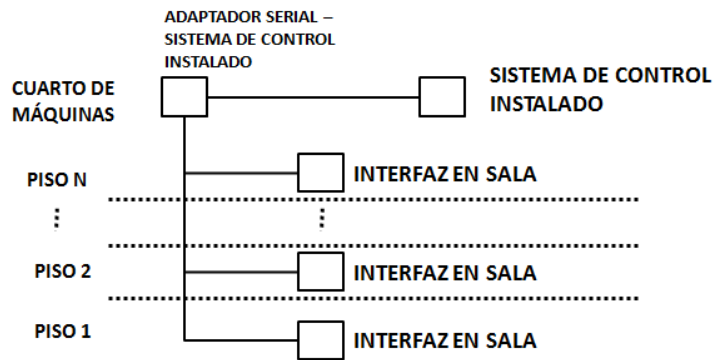 ADAPTADOR SERIAL –
SISTEMA DE CONTROL
INSTALADO
CUARTO DE
MÁQUINAS
SISTEMA DE CONTROL
INSTALADO
PISO N
INTERFAZ EN SALA
PISO 2
INTERFAZ EN SALA
PISO 1
INTERFAZ EN SALA